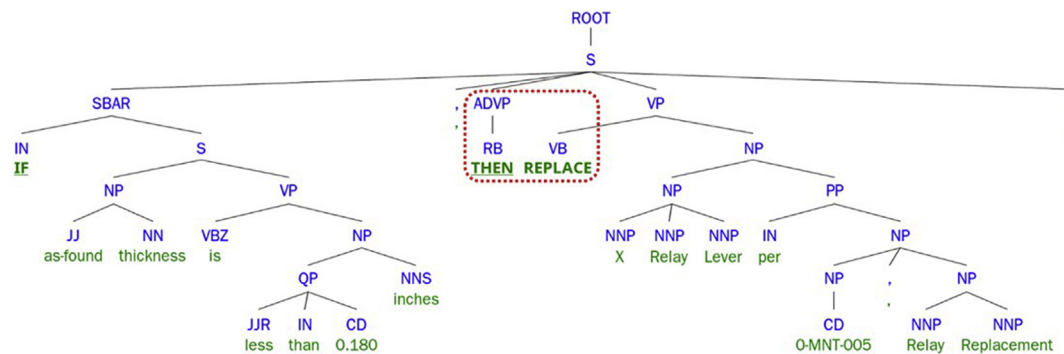 ROOT
S
SBAR , ADVP VP
IN S , RB VB NP
IF THEN REPLACE
NP VP NP PP
JJ NN VBZ NP NNP NNP NNP IN NP
as-found thickness is X Relay Lever per
QP NNS NP , NP
inches ,
JJR IN CD CD NNP NNP
less than 0.180 0-MNT-005 Relay Replacement